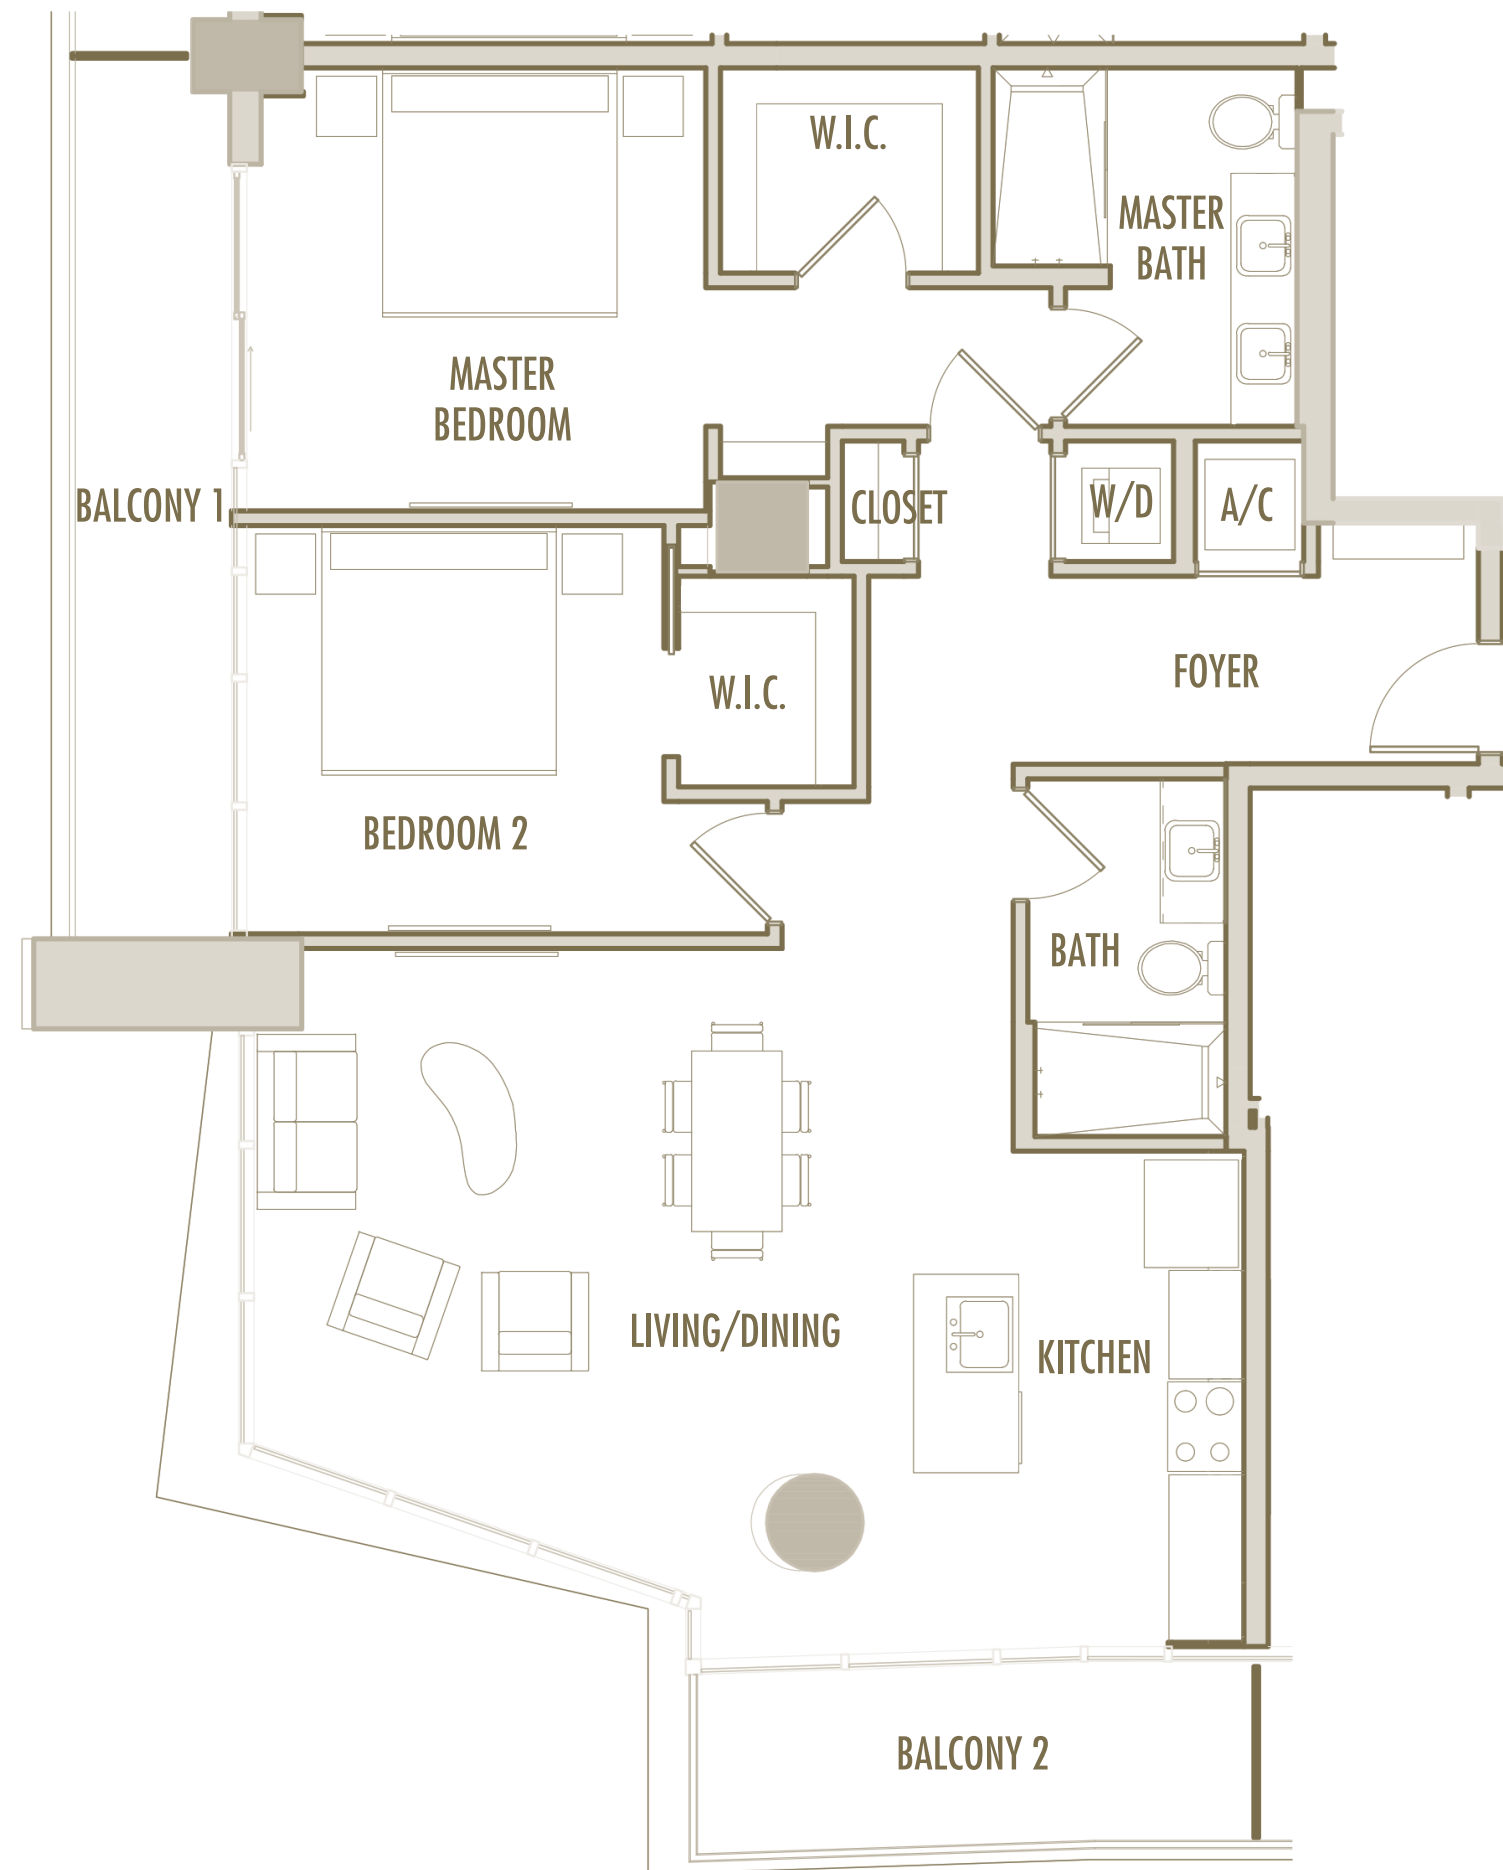 W.I.C.
MASTER
BATH
MASTER
BEDROOM
BALCONY 1
CLOSET
W/D
A/C
FOYER
W.I.C.
BEDROOM 2
BATH
LIVING/DINING
KITCHEN
BALCONY 2